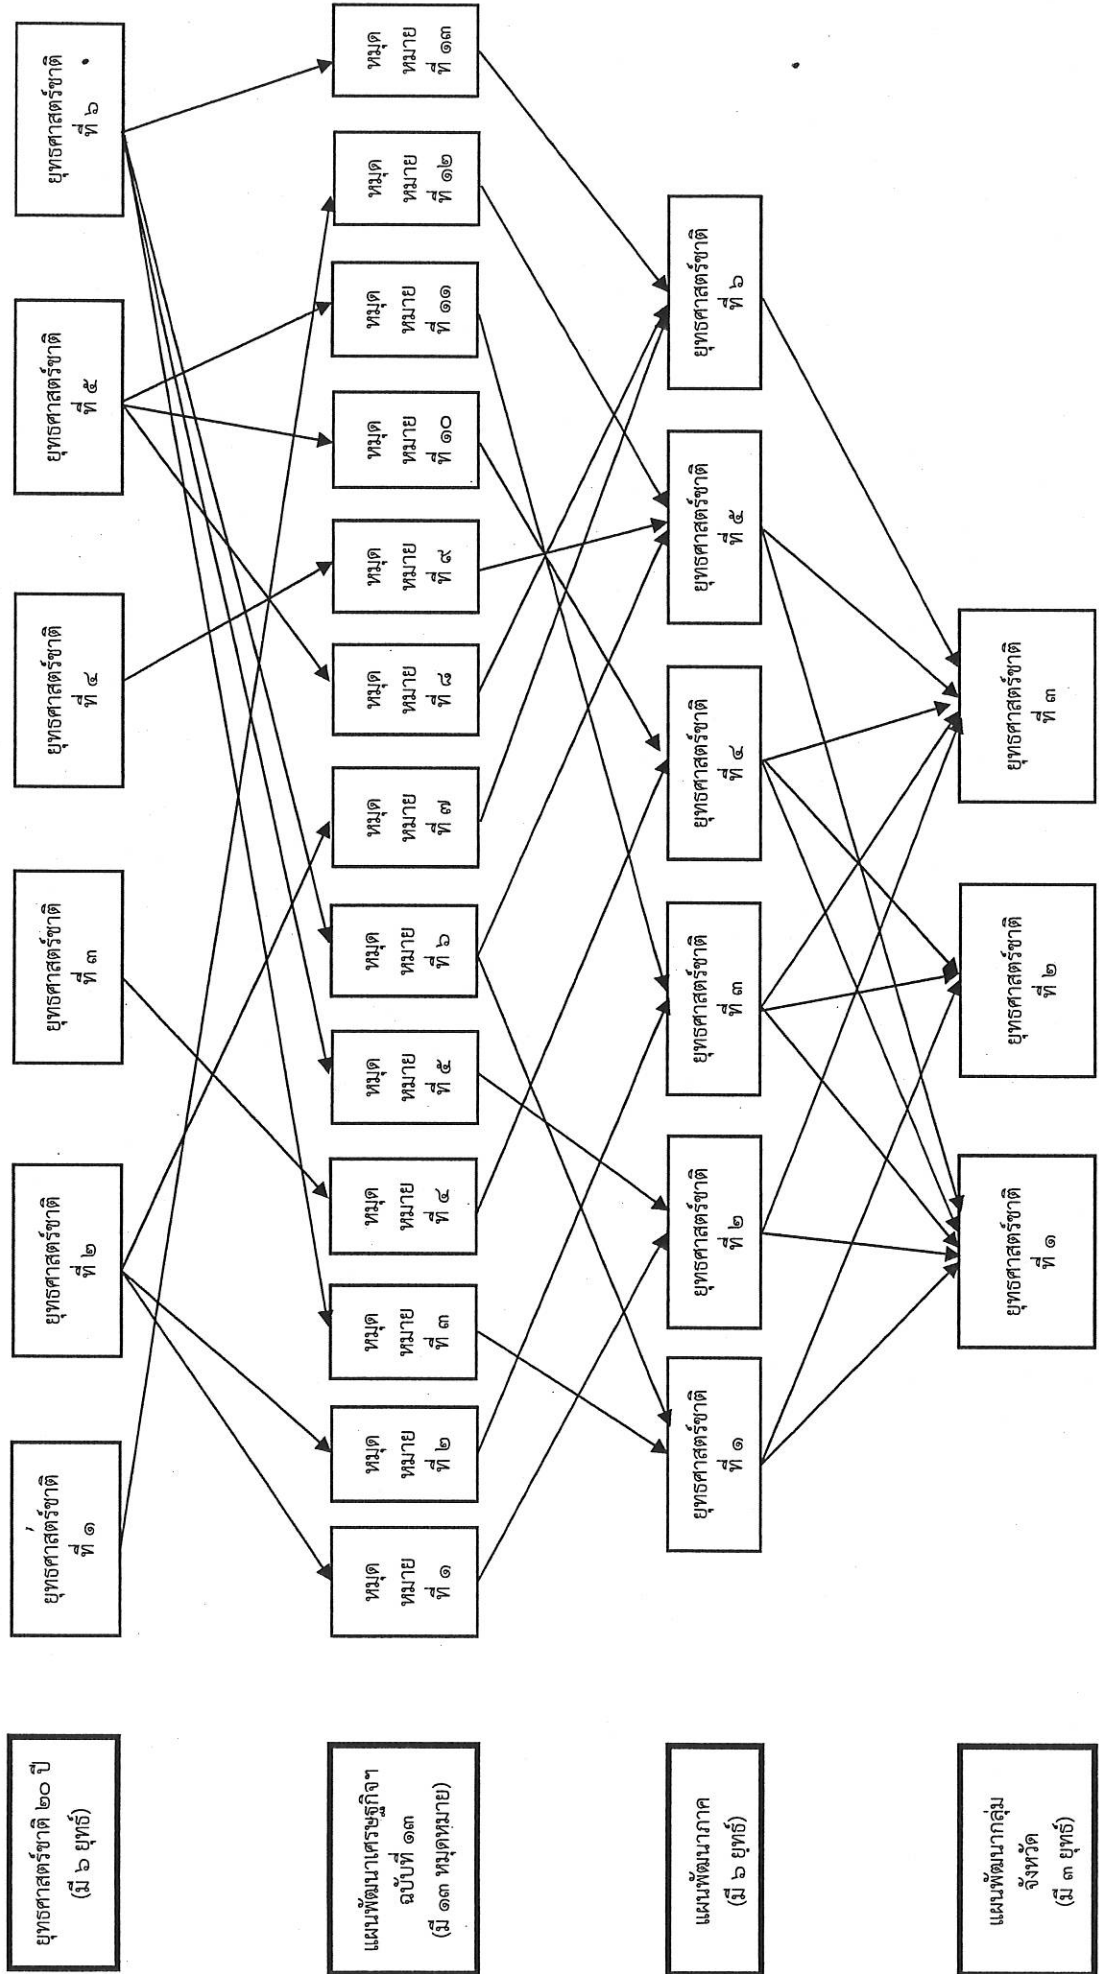 ยุทธศาสตร์ชาติ ๒๐ ปี
(มี ๖ ยุทธ์)
ยุทธศาสตร์ชาติ
ที่ ๑
ยุทธศาสตร์ชาติ
ที่ ๒
ยุทธศาสตร์ชาติ
ที่ ๓
ยุทธศาสตร์ชาติ
ที่ ๔
ยุทธศาสตร์ชาติ
ที่ ๕
ยุทธศาสตร์ชาติ
ที่ ๖
แผนพัฒนาเศรษฐกิจฯ
ฉบับที่ ๑๓
(มี ๑๓ หมุดหมาย)
หมุด
หมาย
ที่ ๑
หมุด
หมาย
ที่ ๒
หมุด
หมาย
ที่ ๓
หมุด
หมาย
ที่ ๔
หมุด
หมาย
ที่ ๕
หมุด
หมาย
ที่ ๖
หมุด
หมาย
ที่ ๗
หมุด
หมาย
ที่ ๘
หมุด
หมาย
ที่ ๙
หมุด
หมาย
ที่ ๑๐
หมุด
หมาย
ที่ ๑๑
หมุด
หมาย
ที่ ๑๒
หมุด
หมาย
ที่ ๑๓
แผนพัฒนาภาค
(มี ๖ ยุทธ์)
ยุทธศาสตร์ชาติ
ที่ ๑
ยุทธศาสตร์ชาติ
ที่ ๒
ยุทธศาสตร์ชาติ
ที่ ๓
ยุทธศาสตร์ชาติ
ที่ ๔
ยุทธศาสตร์ชาติ
ที่ ๕
ยุทธศาสตร์ชาติ
ที่ ๖
แผนพัฒนากลุ่ม
จังหวัด
(มี ๓ ยุทธ์)
ยุทธศาสตร์ชาติ
ที่ ๑
ยุทธศาสตร์ชาติ
ที่ ๒
ยุทธศาสตร์ชาติ
ที่ ๓